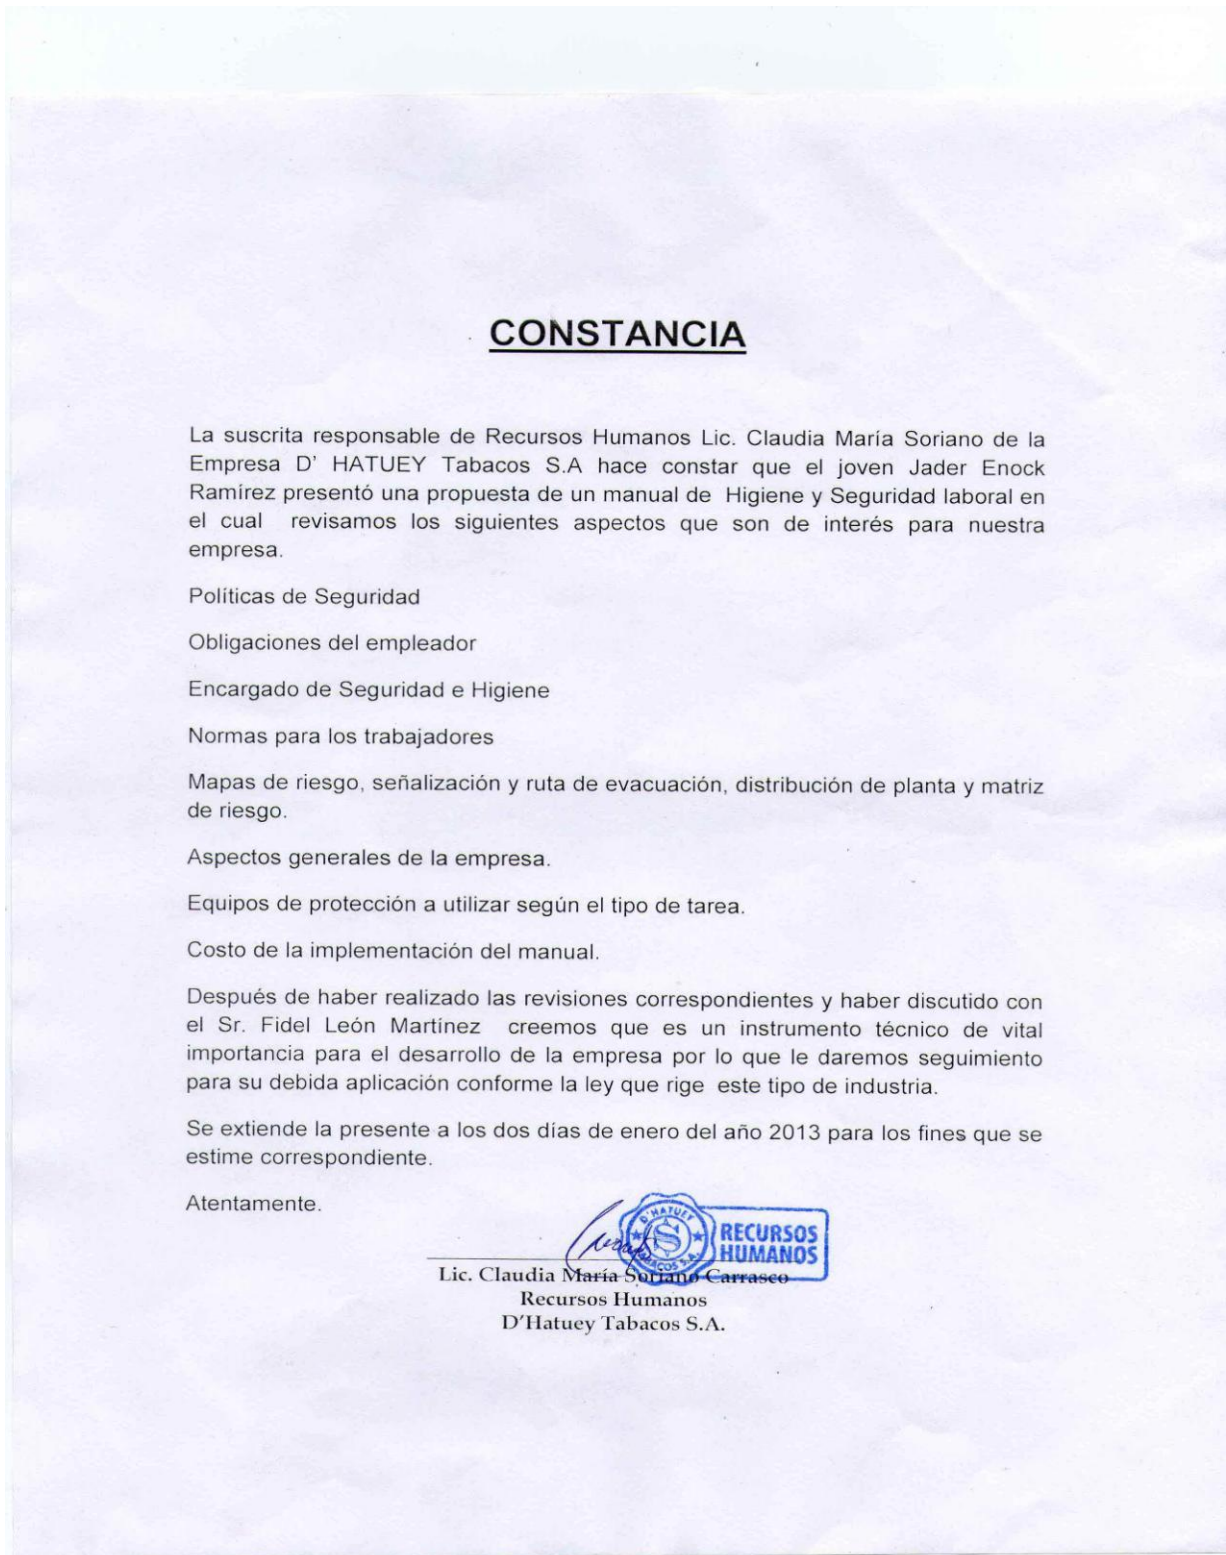 CONSTANCIA
La suscrita responsable de Recursos Humanos Lic. Claudia María Soriano de la
Empresa D' HATUEY Tabacos S.A hace constar que el joven Jader Enock
Ramírez presentó una propuesta de un manual de Higiene y Seguridad laboral en
el cual revisamos los siguientes aspectos que son de interés para nuestra
empresa.
Políticas de Seguridad
Obligaciones del empleador
Encargado de Seguridad e Higiene
Normas para los trabajadores
Mapas de riesgo, señalización y ruta de evacuación, distribución de planta y matriz
de riesgo.
Aspectos generales de la empresa.
Equipos de protección a utilizar según el tipo de tarea.
Costo de la implementación del manual.
Después de haber realizado las revisiones correspondientes y haber discutido con
el Sr. Fidel León Martínez creemos que es un instrumento técnico de vital
importancia para el desarrollo de la empresa por lo que le daremos seguimiento
para su debida aplicación conforme la ley que rige este tipo de industria.
Se extiende la presente a los dos días de enero del año 2013 para los fines que se
estime correspondiente.
Atentamente.
D'HATUEY
TABACOS S.A.
RECURSOS
HUMANOS
Lic. Claudia María Soriano Carrasco
Recursos Humanos
D'Hatuey Tabacos S.A.